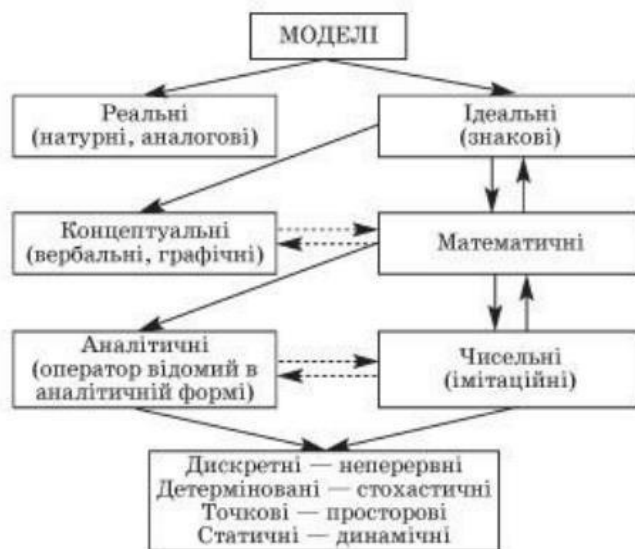 МОДЕЛІ
Реальні
(натурні, аналогові)
Ідеальні
(знакові)
Концептуальні
(вербальні, графічні)
Математичні
Аналітичні
(оператор відомий в
аналітичній формі)
Чисельні
(імітаційні)
Дискретні — неперервні
Детерміновані — стохастичні
Точкові — просторові
Статичні — динамічні